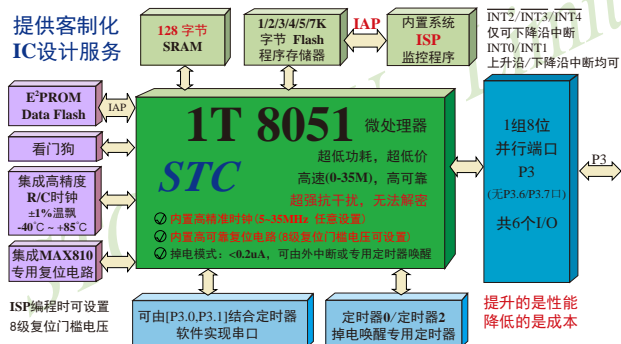 提供客制化
IC设计服务
128 字节
SRAM
1/2/3/4/5/7K
字节 Flash
程序存储器
IAP
内置系统
ISP
监控程序
INT2/INT3/INT4
仅可下降沿中断
INT0/INT1
上升沿/下降沿中断均可
E²PROM
Data Flash
IAP
看门狗
集成高精度
R/C时钟
±1%温飘
-40℃ ~ +85℃
集成MAX810
专用复位电路
ISP编程时可设置
8级复位门槛电压
1T 8051 微处理器
STC
超低功耗，超低价
高速(0-35M)，高可靠
超强抗干扰，无法解密
内置高精准时钟(5~35MHz 任意设置)
内置高可靠复位电路(8级复位门槛电压可设置)
掉电模式：<0.2uA，可由外中断或专用定时器唤醒
1组8位
并行端口
P3
(无P3.6/P3.7口)
共6个I/O
P3
可由[P3.0,P3.1]结合定时器
软件实现串口
定时器0/定时器2
掉电唤醒专用定时器
提升的是性能
降低的是成本